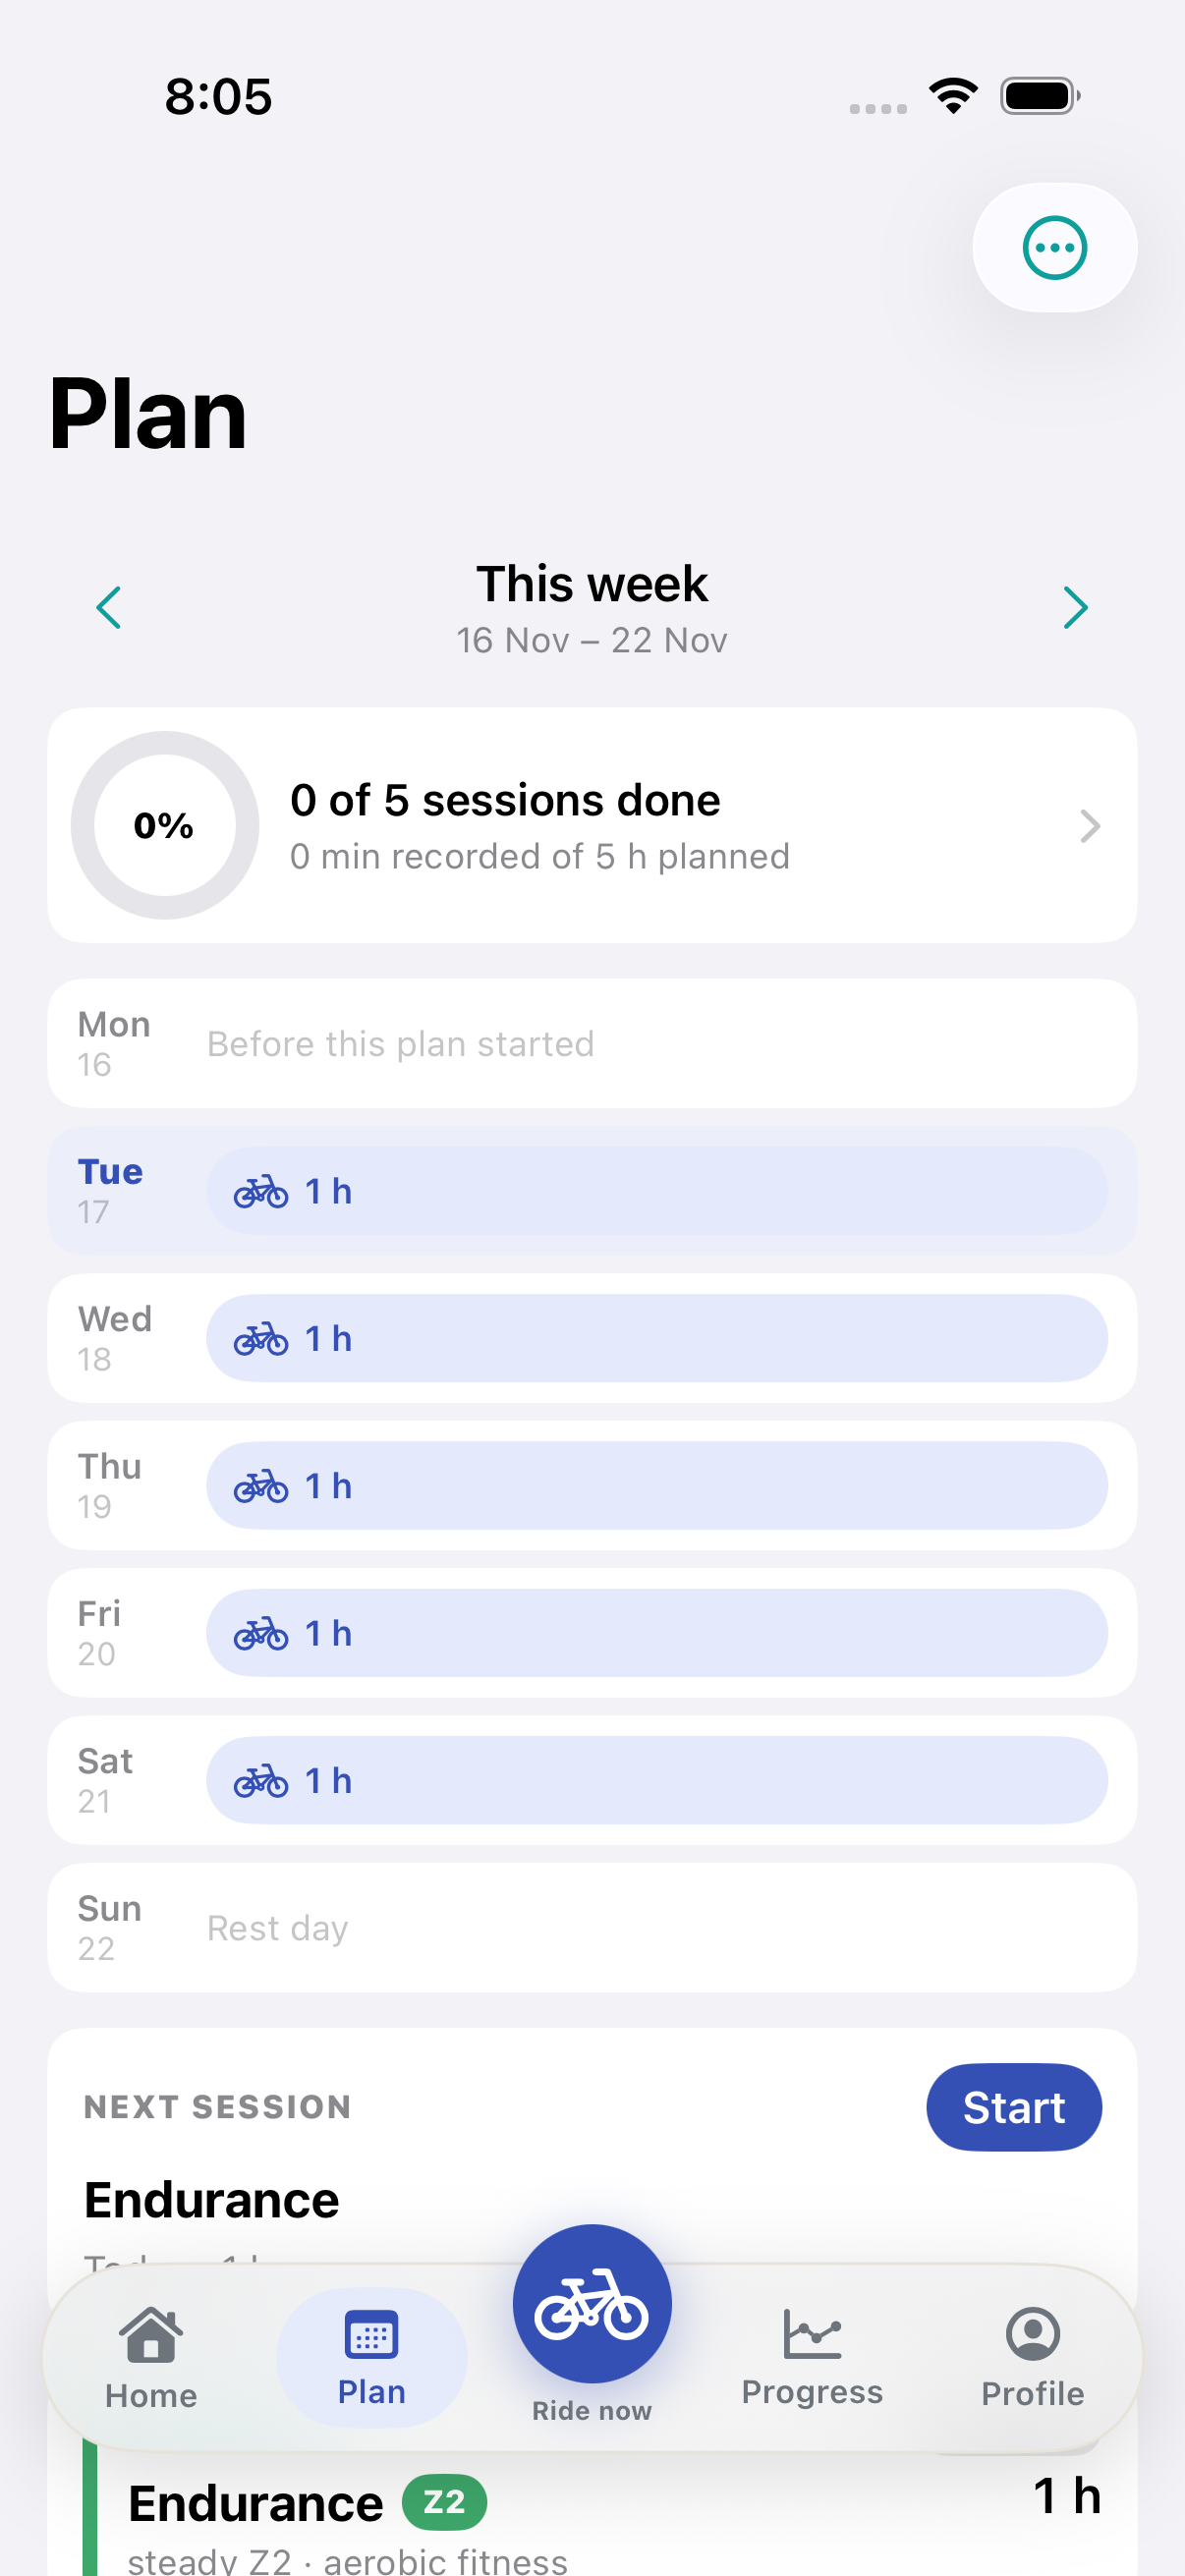 8:05
Plan
This week
16 Nov – 22 Nov
0%
0 of 5 sessions done
0 min recorded of 5 h planned
Mon
16
Before this plan started
Tue
17
1 h
Wed
18
1 h
Thu
19
1 h
Fri
20
1 h
Sat
21
1 h
Sun
22
Rest day
NEXT SESSION
Start
Endurance
Home
Plan
Ride now
Progress
Profile
Endurance Z2
1 h
steady Z2 · aerobic fitness